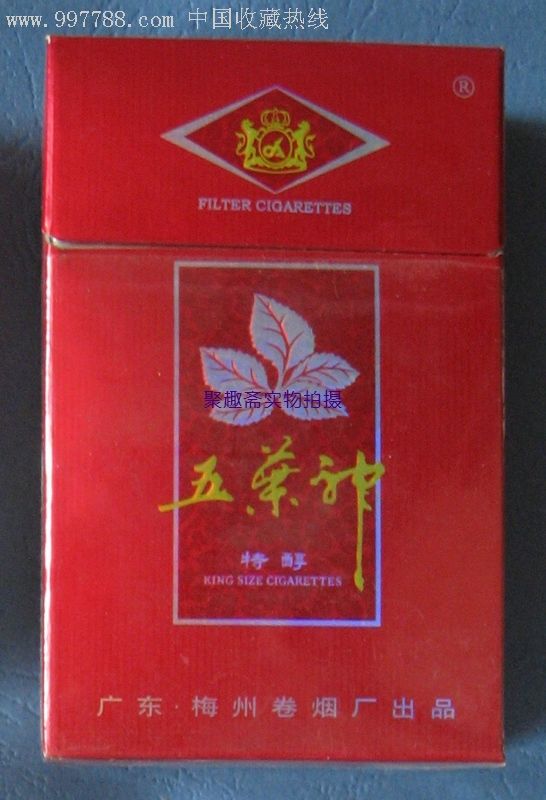 www.997788.com 中国收藏热线
®
FILTER CIGARETTES
聚趣斋实物拍摄
五葉神
特醇
KING SIZE CIGARETTES
广东·梅州卷烟厂出品